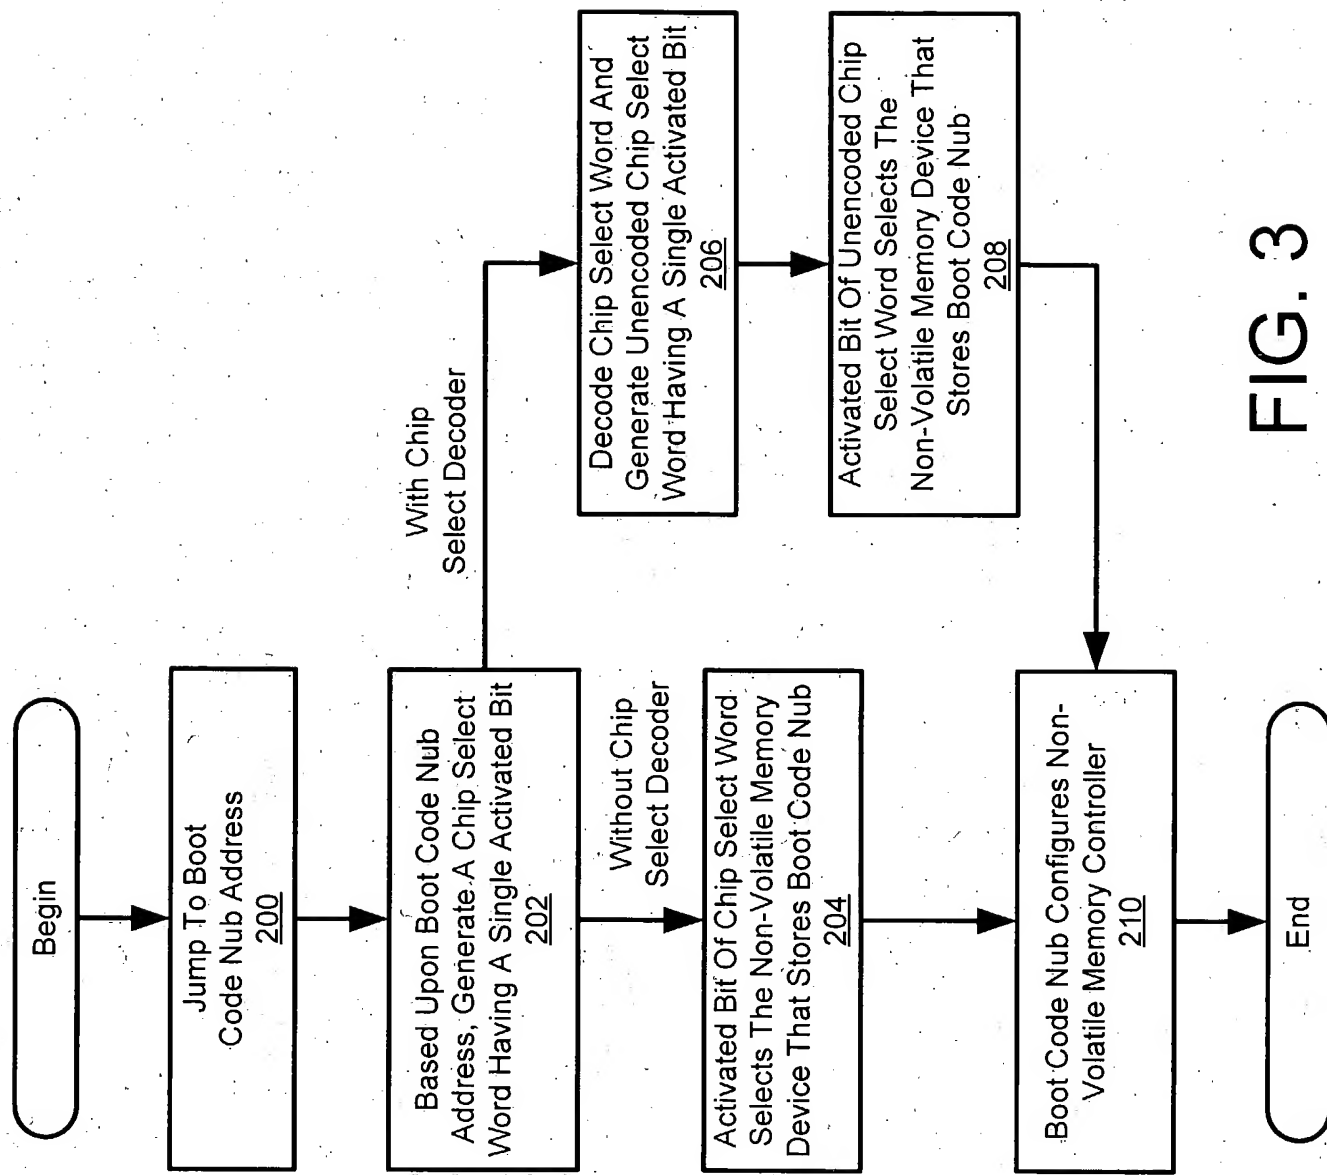 Begin
Jump To Boot
Code Nub Address
200
Based Upon Boot Code Nub
Address, Generate A Chip Select
Word Having A Single Activated Bit
202
With Chip
Select Decoder
Without Chip
Select Decoder
Decode Chip Select Word And
Generate Unencoded Chip Select
Word Having A Single Activated Bit
206
Activated Bit Of Chip Select Word
Selects The Non-Volatile Memory
Device That Stores Boot Code Nub
204
Activated Bit Of Unencoded Chip
Select Word Selects The
Non-Volatile Memory Device That
Stores Boot Code Nub
208
Boot Code Nub Configures Non-
Volatile Memory Controller
210
End
FIG. 3